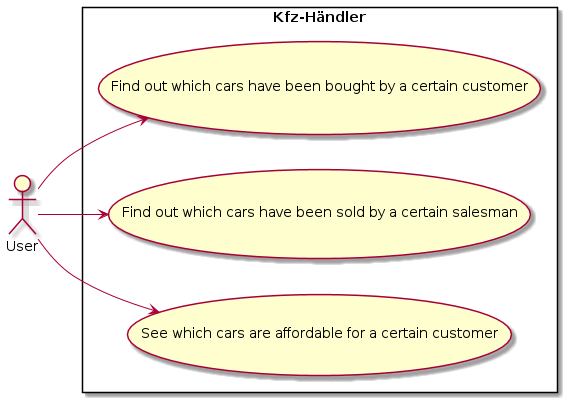 Kfz-Händler
Find out which cars have been bought by a certain customer
Find out which cars have been sold by a certain salesman
User
See which cars are affordable for a certain customer